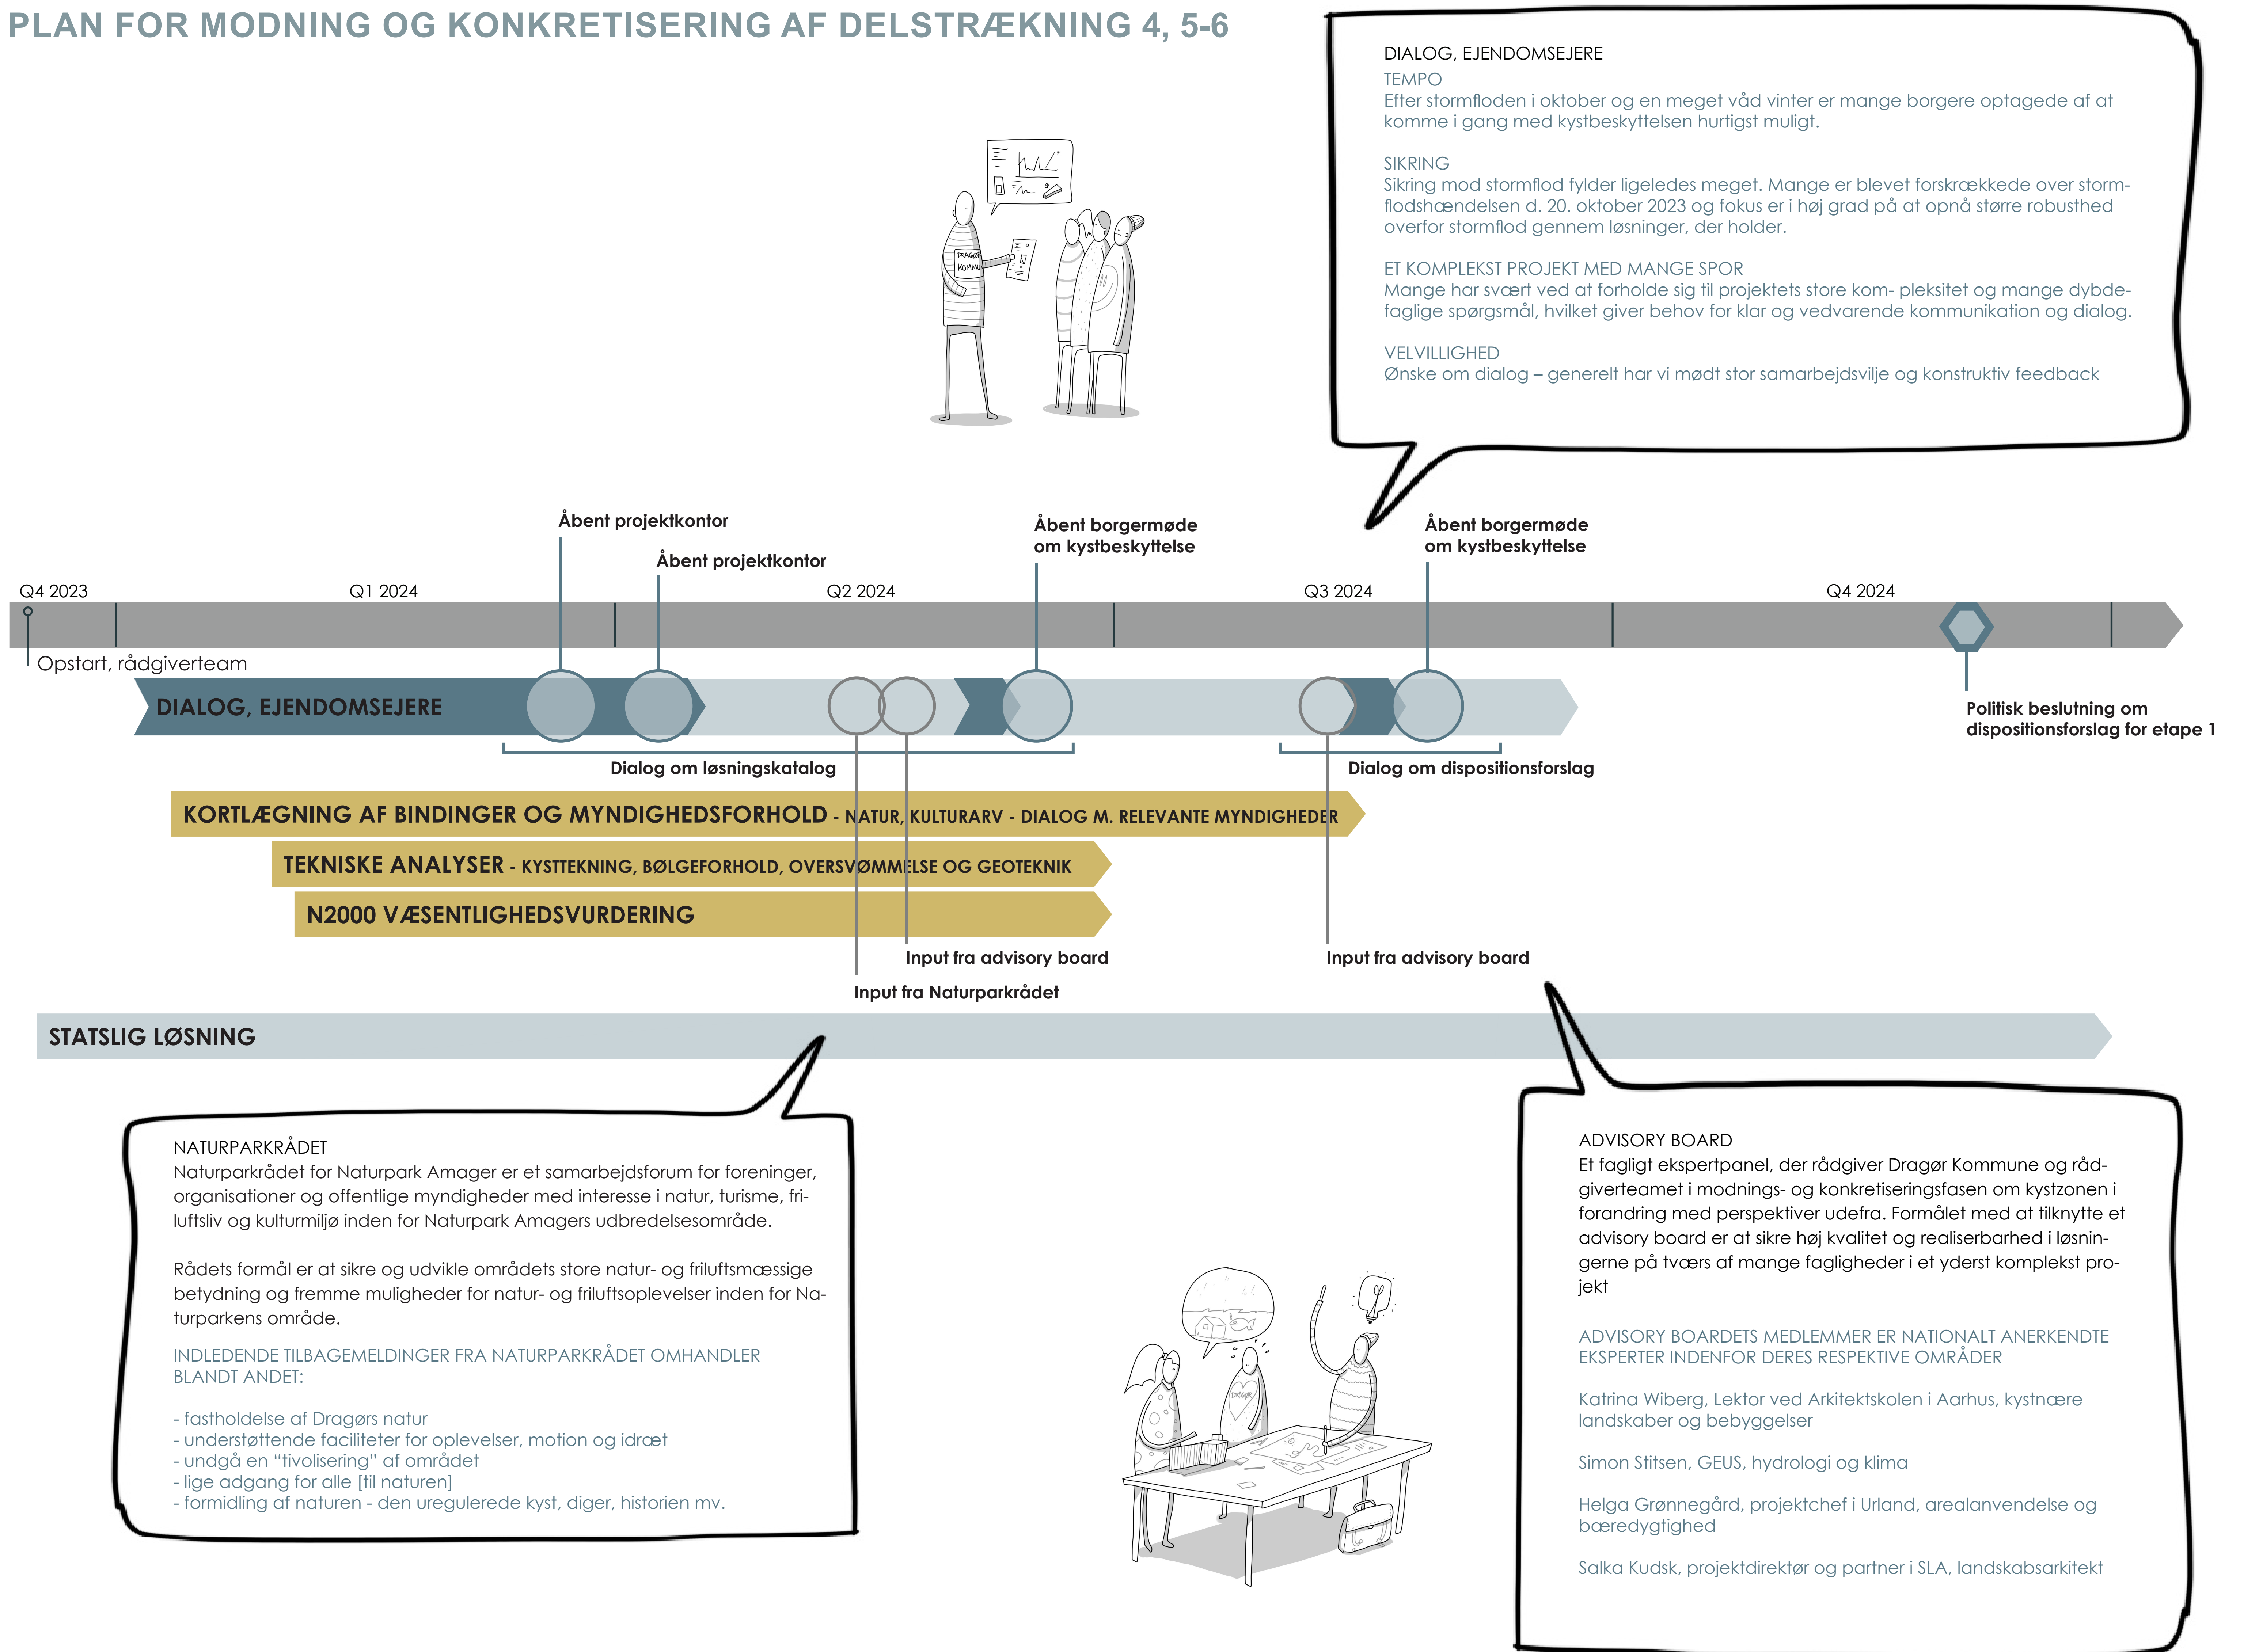 PLAN FOR MODNING OG KONKRETISERING AF DELSTRÆKNING 4, 5-6
DIALOG, EJENDOMSEJERE
TEMPO
Efter stormfloden i oktober og en meget våd vinter er mange borgere optagede af at
komme i gang med kystbeskyttelsen hurtigst muligt.
SIKRING
Sikring mod stormflod fylder ligeledes meget. Mange er blevet forskrækkede over storm-
flodshændelsen d. 20. oktober 2023 og fokus er i høj grad på at opnå større robusthed
overfor stormflod gennem løsninger, der holder.
ET KOMPLEKST PROJEKT MED MANGE SPOR
Mange har svært ved at forholde sig til projektets store kom- pleksitet og mange dybde-
faglige spørgsmål, hvilket giver behov for klar og vedvarende kommunikation og dialog.
VELVILLIGHED
Ønske om dialog – generelt har vi mødt stor samarbejdsvilje og konstruktiv feedback
DRAGØR
KOMMU
Åbent projektkontor
Åbent projektkontor
Åbent borgermøde
om kystbeskyttelse
Åbent borgermøde
om kystbeskyttelse
Q4 2023
Q1 2024
Q2 2024
Q3 2024
Q4 2024
Opstart, rådgiverteam
DIALOG, EJENDOMSEJERE
Politisk beslutning om
dispositionsforslag for etape 1
Dialog om løsningskatalog
Dialog om dispositionsforslag
KORTLÆGNING AF BINDINGER OG MYNDIGHEDSFORHOLD - NATUR, KULTURARV - DIALOG M. RELEVANTE MYNDIGHEDER
TEKNISKE ANALYSER - KYSTTEKNING, BØLGEFORHOLD, OVERSVØMMELSE OG GEOTEKNIK
N2000 VÆSENTLIGHEDSVURDERING
Input fra advisory board
Input fra advisory board
Input fra Naturparkrådet
STATSLIG LØSNING
NATURPARKRÅDET
Naturparkrådet for Naturpark Amager er et samarbejdsforum for foreninger,
organisationer og offentlige myndigheder med interesse i natur, turisme, fri-
luftsliv og kulturmiljø inden for Naturpark Amagers udbredelsesområde.
Rådets formål er at sikre og udvikle områdets store natur- og friluftsmæssige
betydning og fremme muligheder for natur- og friluftsoplevelser inden for Na-
turparkens område.
INDLEDENDE TILBAGEMELDINGER FRA NATURPARKRÅDET OMHANDLER
BLANDT ANDET:
- fastholdelse af Dragørs natur
- understøttende faciliteter for oplevelser, motion og idræt
- undgå en “tivolisering” af området
- lige adgang for alle [til naturen]
- formidling af naturen - den uregulerede kyst, diger, historien mv.
DRAGØR
ADVISORY BOARD
Et fagligt ekspertpanel, der rådgiver Dragør Kommune og råd-
giverteamet i modnings- og konkretiseringsfasen om kystzonen i
forandring med perspektiver udefra. Formålet med at tilknytte et
advisory board er at sikre høj kvalitet og realiserbarhed i løsnin-
gerne på tværs af mange fagligheder i et yderst komplekst pro-
jekt
ADVISORY BOARDETS MEDLEMMER ER NATIONALT ANERKENDTE
EKSPERTER INDENFOR DERES RESPEKTIVE OMRÅDER
Katrina Wiberg, Lektor ved Arkitektskolen i Aarhus, kystnære
landskaber og bebyggelser
Simon Stitsen, GEUS, hydrologi og klima
Helga Grønnegård, projektchef i Urland, arealanvendelse og
bæredygtighed
Salka Kudsk, projektdirektør og partner i SLA, landskabsarkitekt